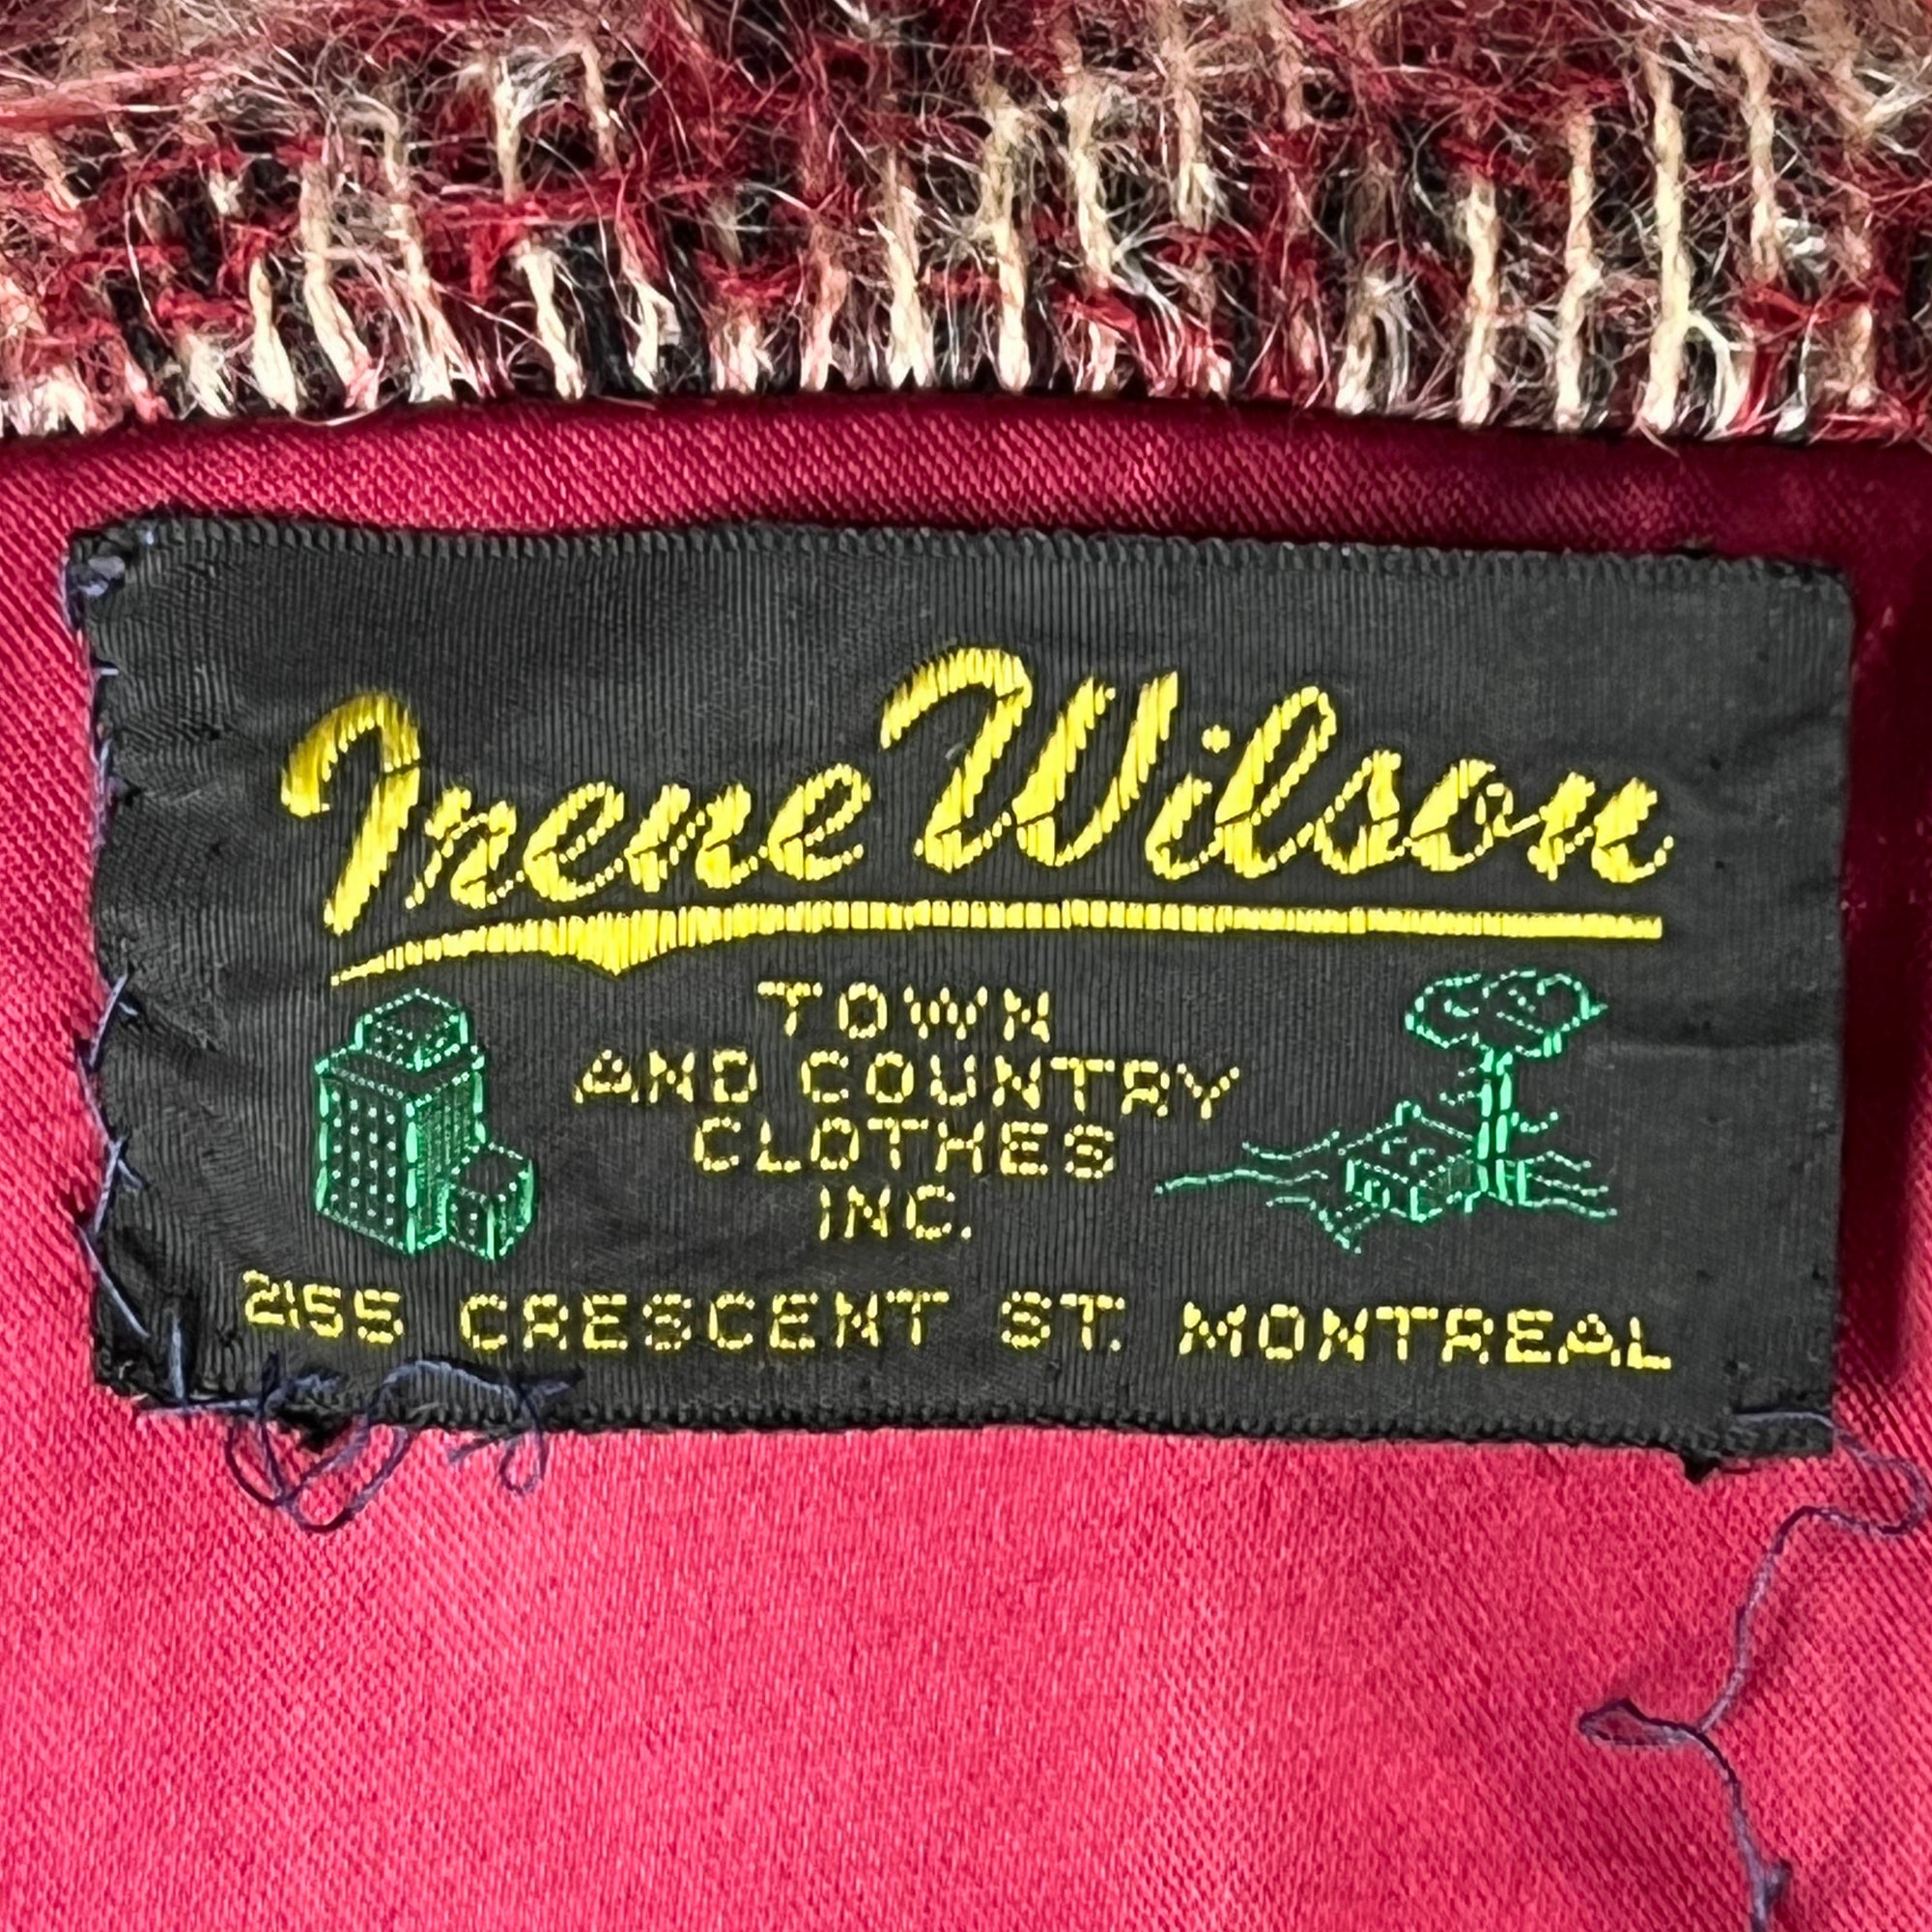 Irene Wilson
TOWN
AND COUNTRY
CLOTHES
INC.
2155 CRESCENT ST. MONTREAL